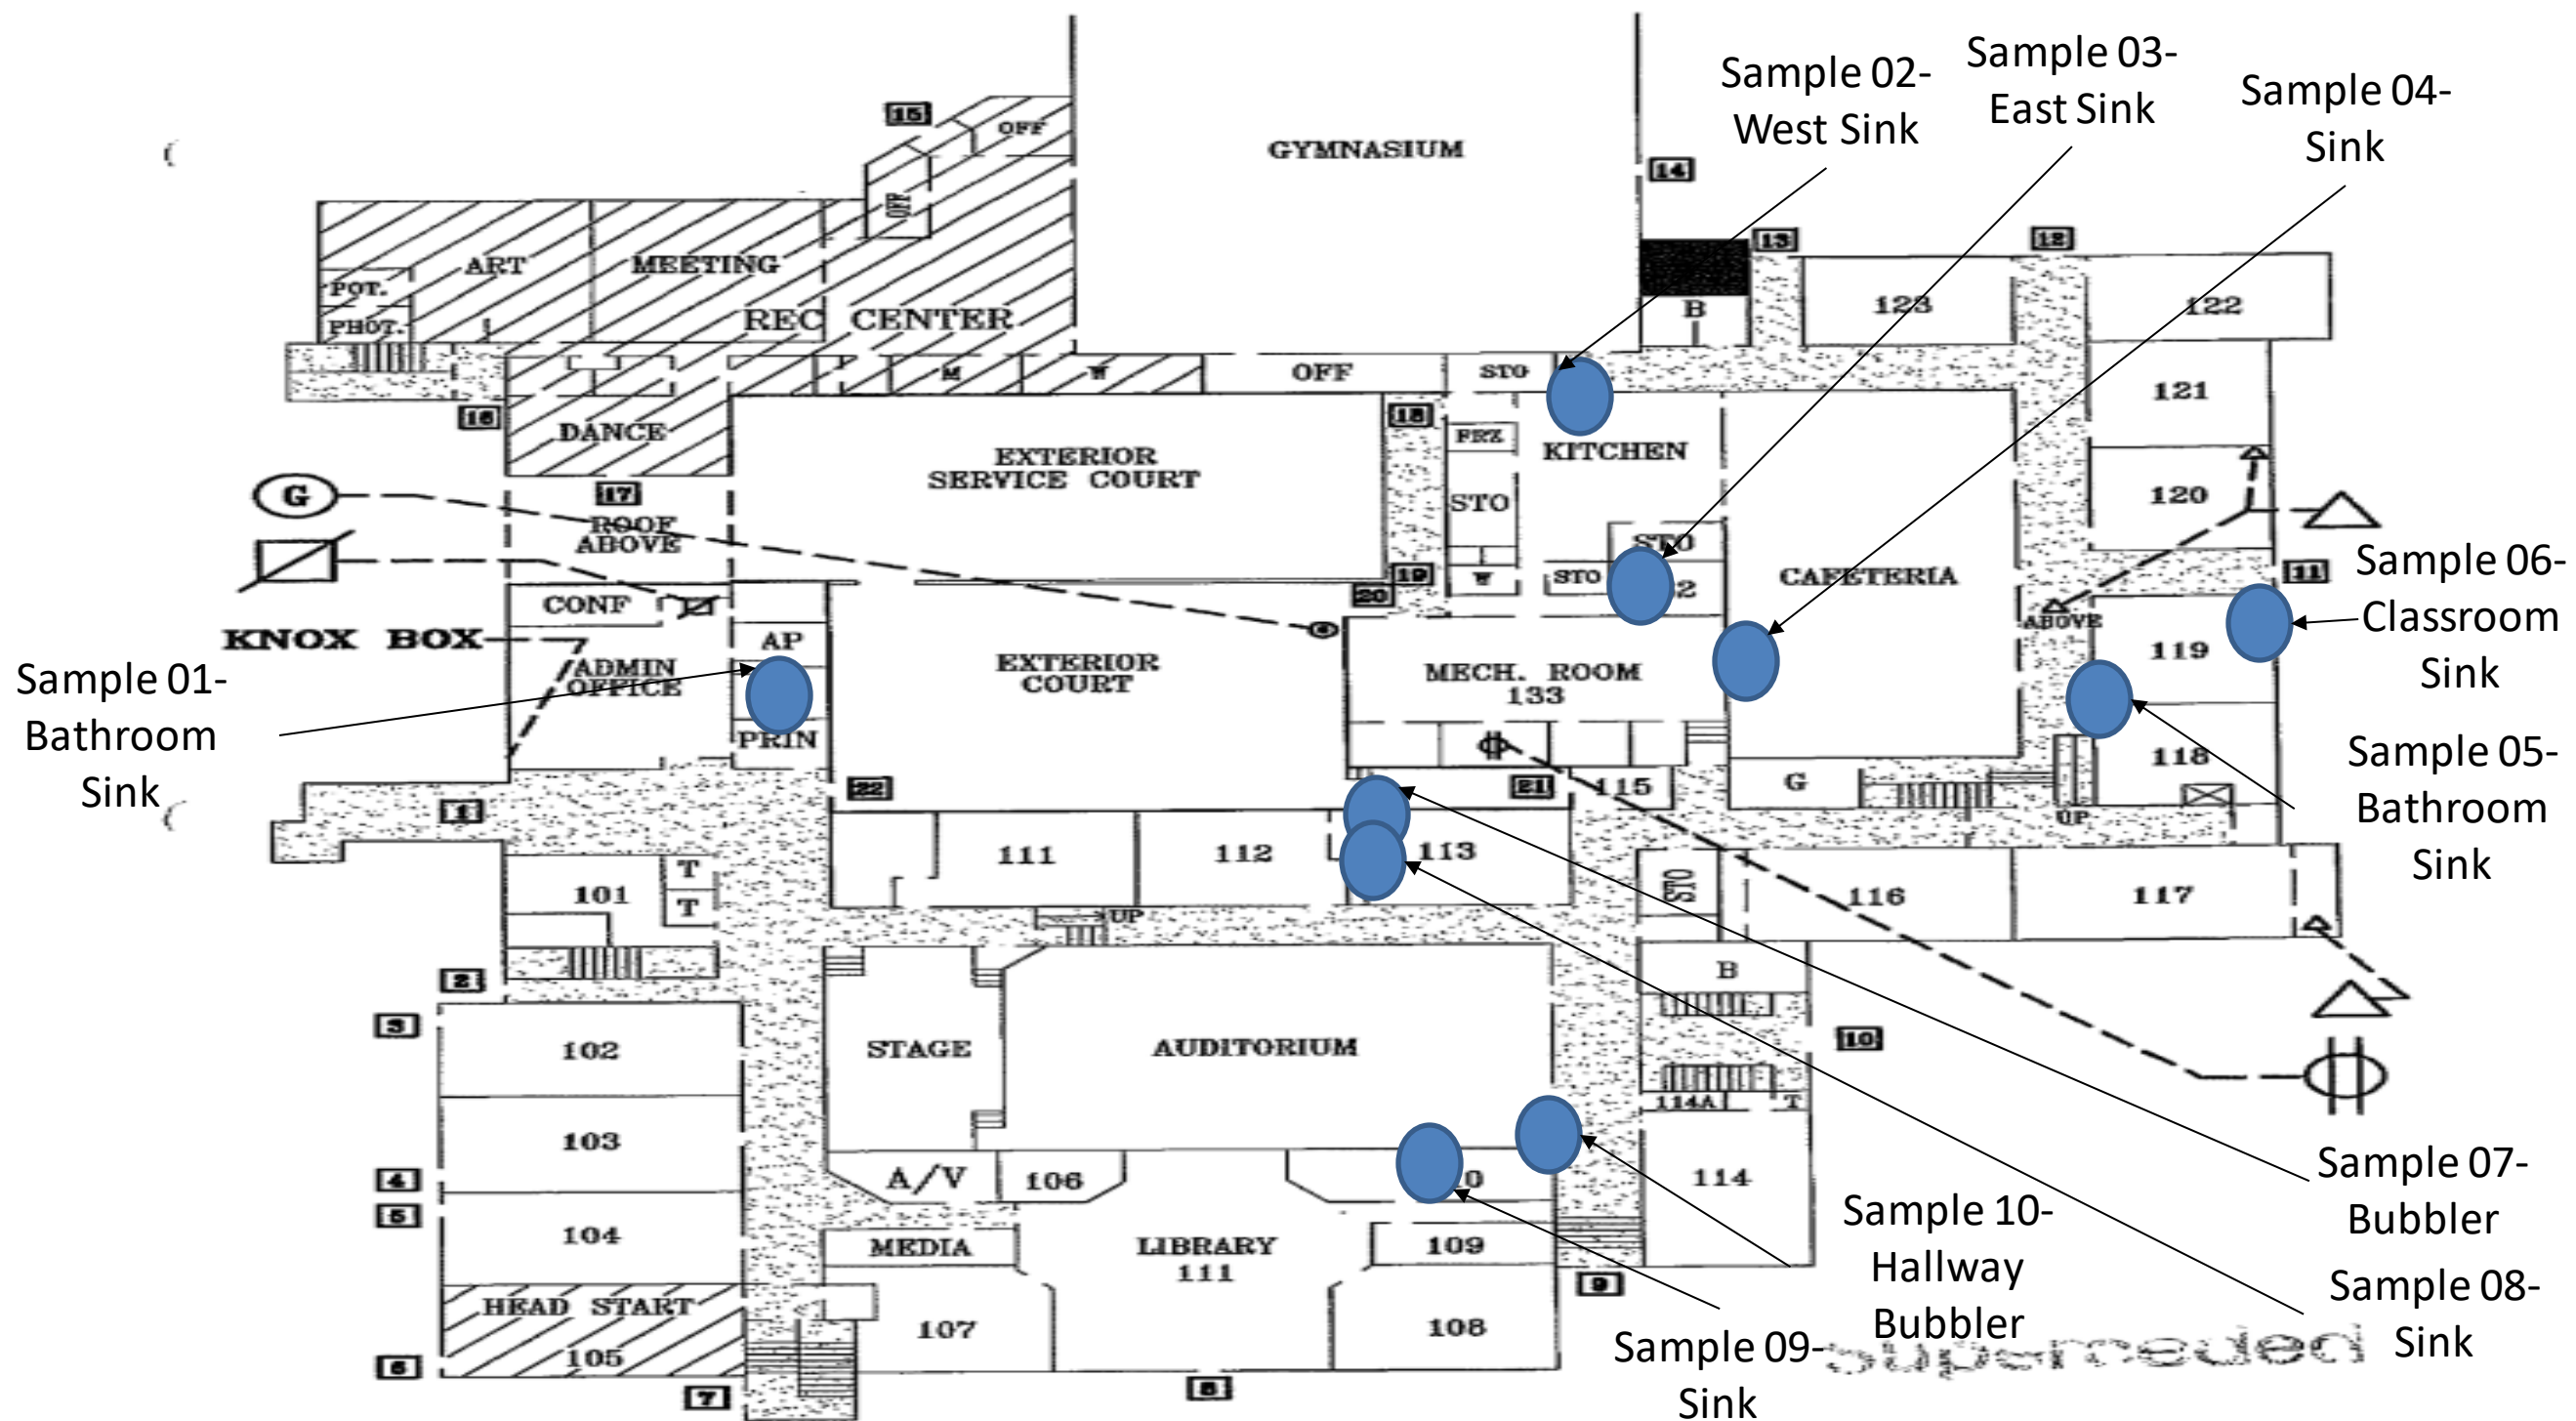 Sample 02-
West Sink
Sample 03-
East Sink
Sample 04-
Sink
15
OFF
OFF
GYMNASIUM
14
13
12
ART
MEETING
POT.
PHOT.
REC CENTER
B
123
122
M
W
OFF
STO
121
16
DANCE
18
FRZ
KITCHEN
EXTERIOR
SERVICE COURT
G
17
STO
120
ROOF
ABOVE
STO
19
W
STO
2
CAFETERIA
11
Sample 06-
Classroom
Sink
20
CONF
KNOX BOX
AP
ABOVE
119
ADMIN
OFFICE
EXTERIOR
COURT
MECH. ROOM
133
Sample 01-
Bathroom
Sink
PRIN
118
Sample 05-
Bathroom
Sink
22
21
115
G
1
UP
111
112
113
101
T
T
STO
116
117
UP
2
B
3
102
STAGE
AUDITORIUM
10
103
114A
T
4
A/V
106
0
114
Sample 07-
Bubbler
5
104
MEDIA
LIBRARY
111
109
Sample 10-
Hallway
Bubbler
Sample 08-
Sink
9
HEAD START
105
107
108
Sample 09-
Sink
superseded
6
7
8